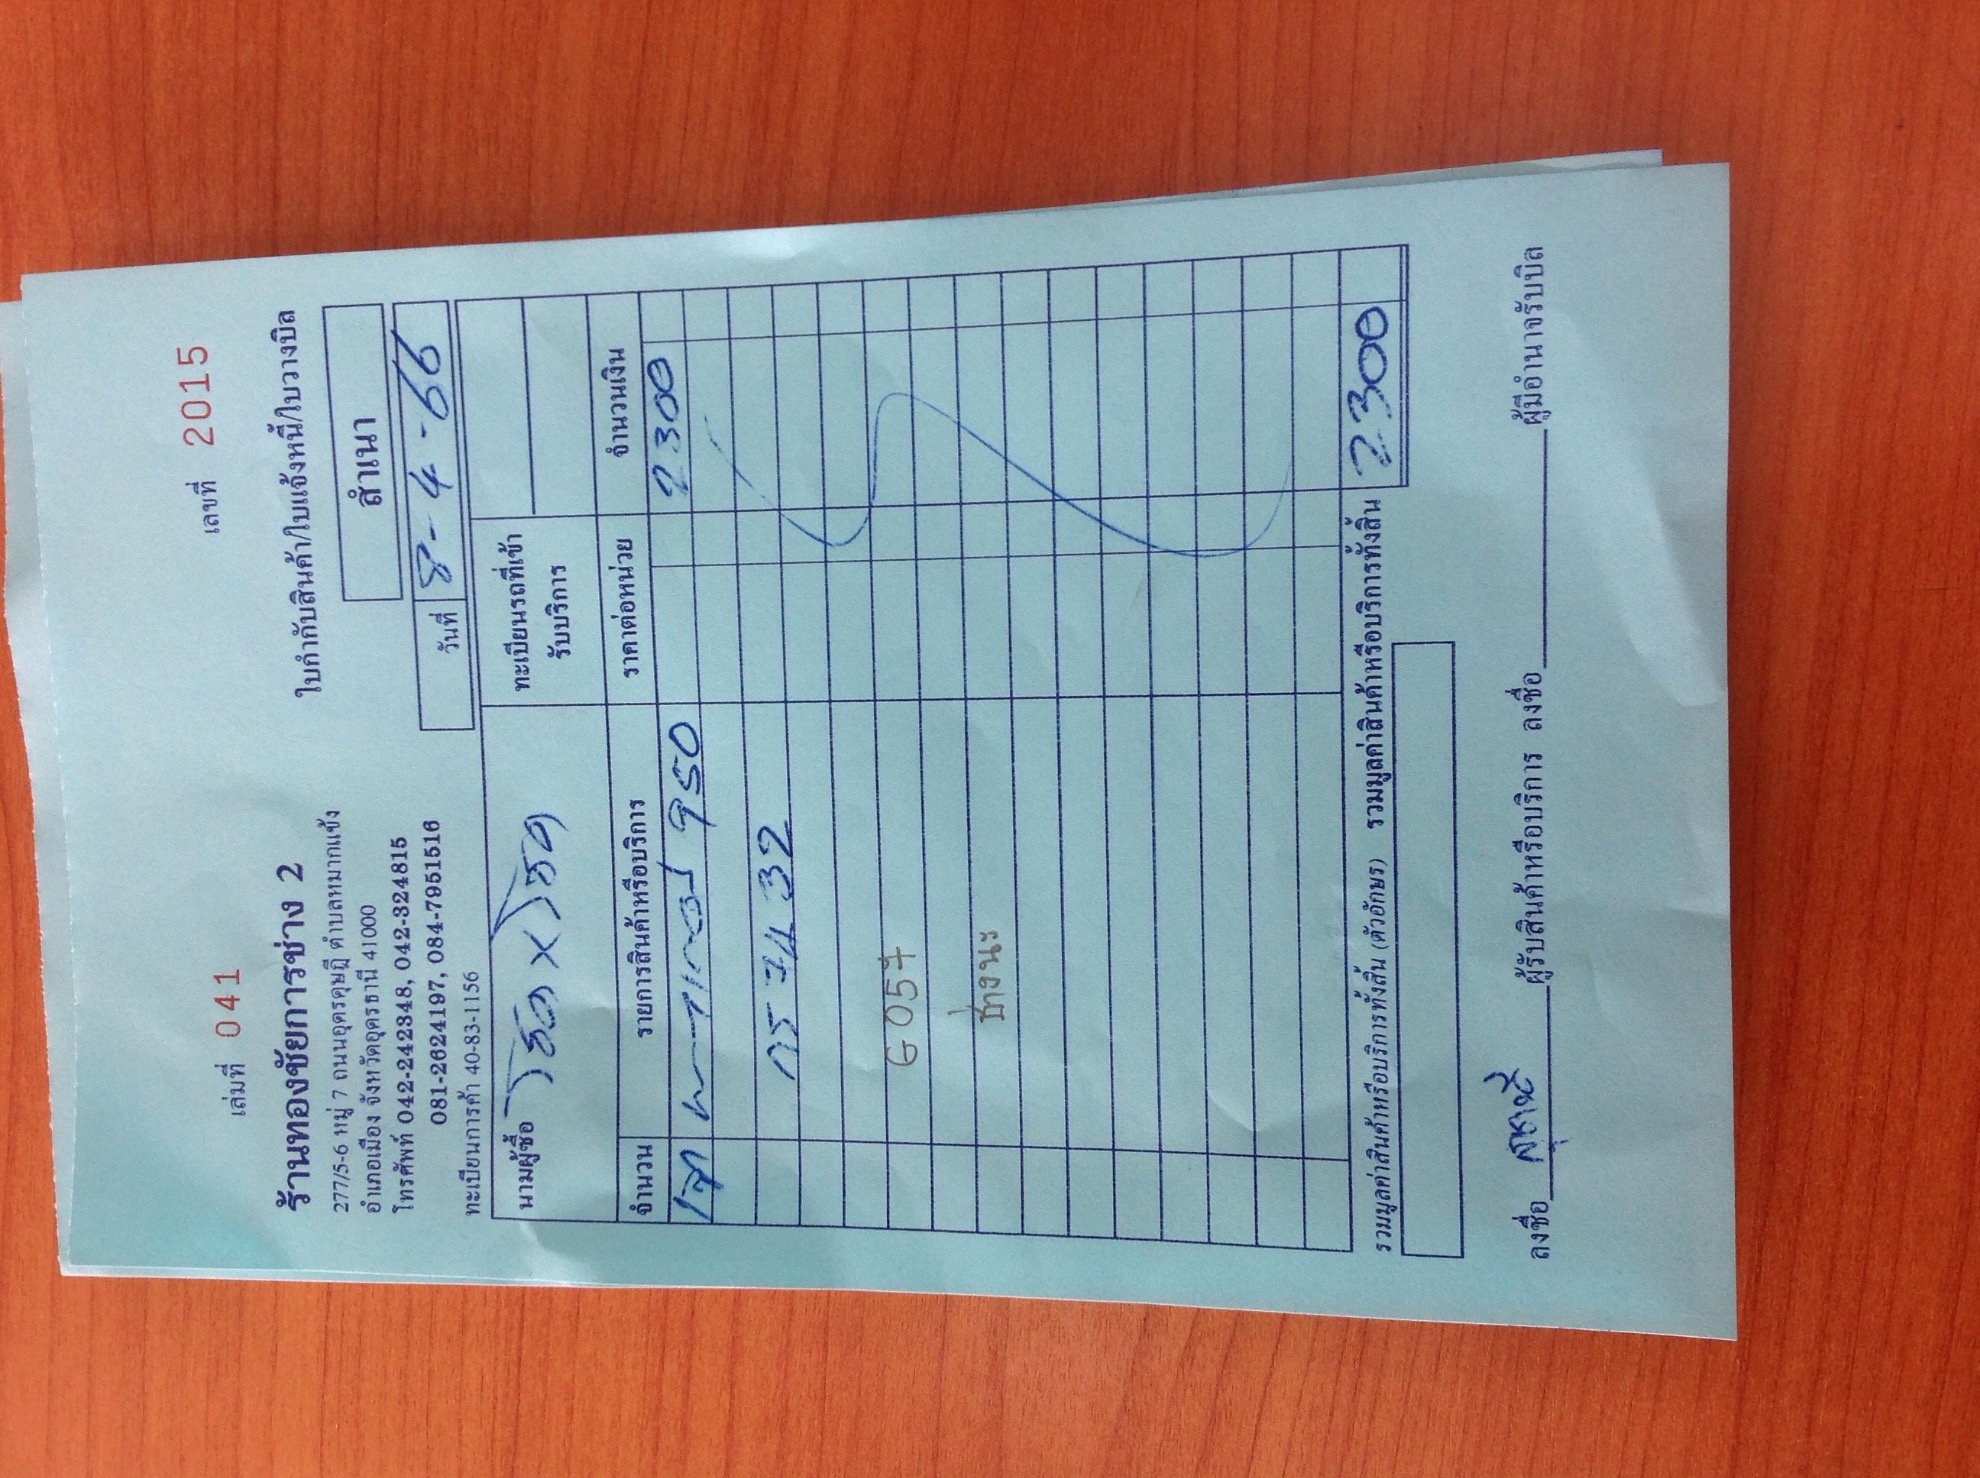 เล่มที่ 041 เลขที่ 2015
ร้านทองชัยการช่าง 2 ใบกำกับสินค้า/ใบแจ้งหนี้/ใบวางบิล
277/5-6 หมู่ 7 ถนนอุดรดุษฎี ตำบลหมากแข้ง
อำเภอเมือง จังหวัดอุดรธานี 41000
สำเนา
โทรศัพท์ 042-242348, 042-324815
081-2624197, 084-7951516
วันที่ 8-4-66
ทะเบียนการค้า 40-83-1156
นามผู้ซื้อ
ทะเบียนรถที่เข้า
รับบริการ
จำนวน รายการสินค้าหรือบริการ ราคาต่อหน่วย จำนวนเงิน
950 2300
3432
G057
ช่างนะ
รวมมูลค่าสินค้าหรือบริการทั้งสิ้น (ตัวอักษร) รวมมูลค่าสินค้าหรือบริการทั้งสิ้น 2300
ลงชื่อ ผู้รับสินค้าหรือบริการ ลงชื่อ ผู้มีอำนาจรับบิล